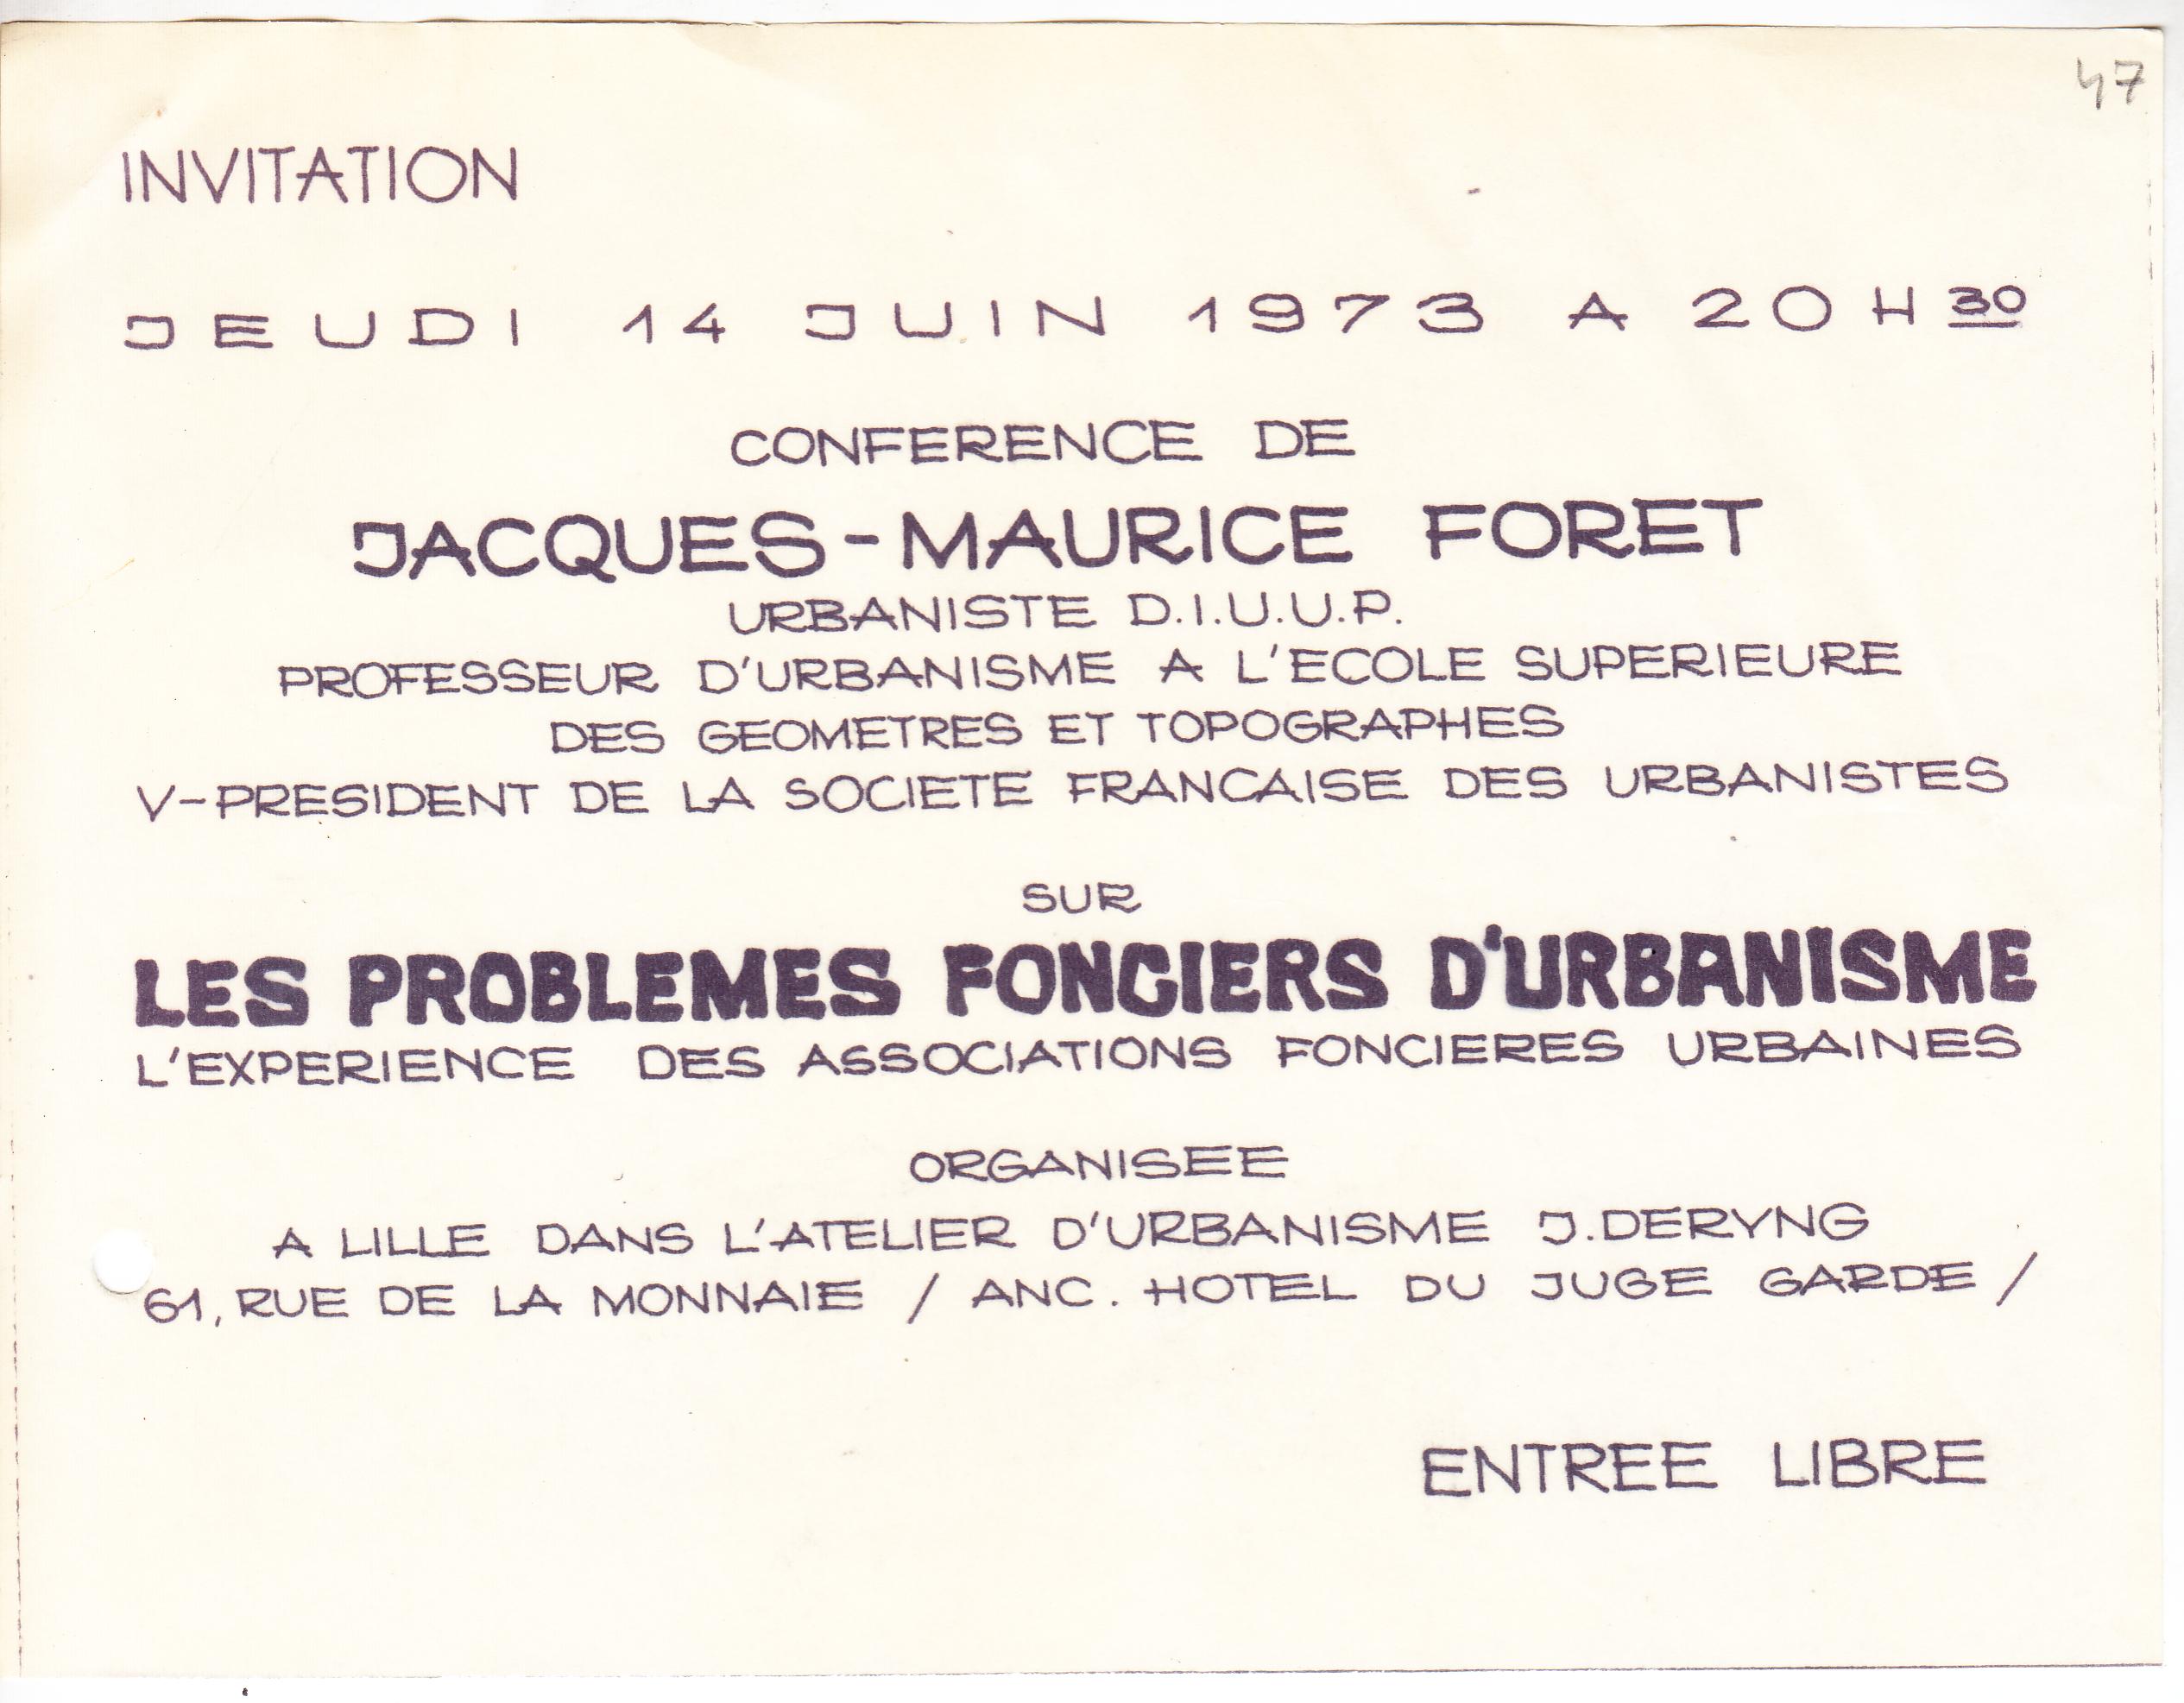 47
INVITATION
JEUDI 14 JUIN 1973 A 20 H 30
CONFERENCE DE
JACQUES-MAURICE FORET
URBANISTE D.I.U.U.P.
PROFESSEUR D'URBANISME A L'ECOLE SUPERIEURE
DES GEOMETRES ET TOPOGRAPHES
V-PRESIDENT DE LA SOCIETE FRANCAISE DES URBANISTES
SUR
LES PROBLEMES FONCIERS D'URBANISME
L'EXPERIENCE DES ASSOCIATIONS FONCIERES URBAINES
ORGANISEE
A LILLE DANS L'ATELIER D'URBANISME J.DERYNG
61, RUE DE LA MONNAIE / ANC. HOTEL DU JUGE GARDE /
ENTREE LIBRE